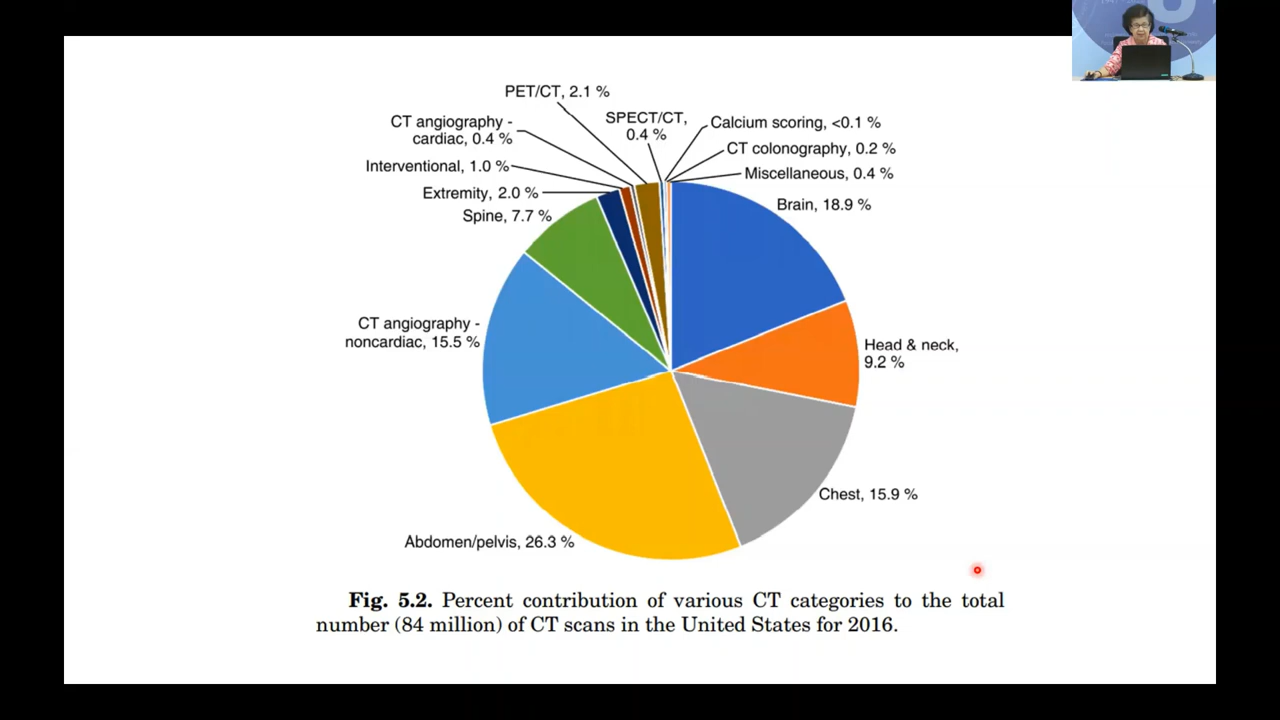 PET/CT, 2.1 %
CT angiography -
cardiac, 0.4 %
SPECT/CT,
0.4 %
Calcium scoring, <0.1 %
CT colonography, 0.2 %
Miscellaneous, 0.4 %
Interventional, 1.0 %
Extremity, 2.0 %
Spine, 7.7 %
Brain, 18.9 %
CT angiography -
noncardiac, 15.5 %
Head & neck,
9.2 %
Chest, 15.9 %
Abdomen/pelvis, 26.3 %
Fig. 5.2. Percent contribution of various CT categories to the total
number (84 million) of CT scans in the United States for 2016.